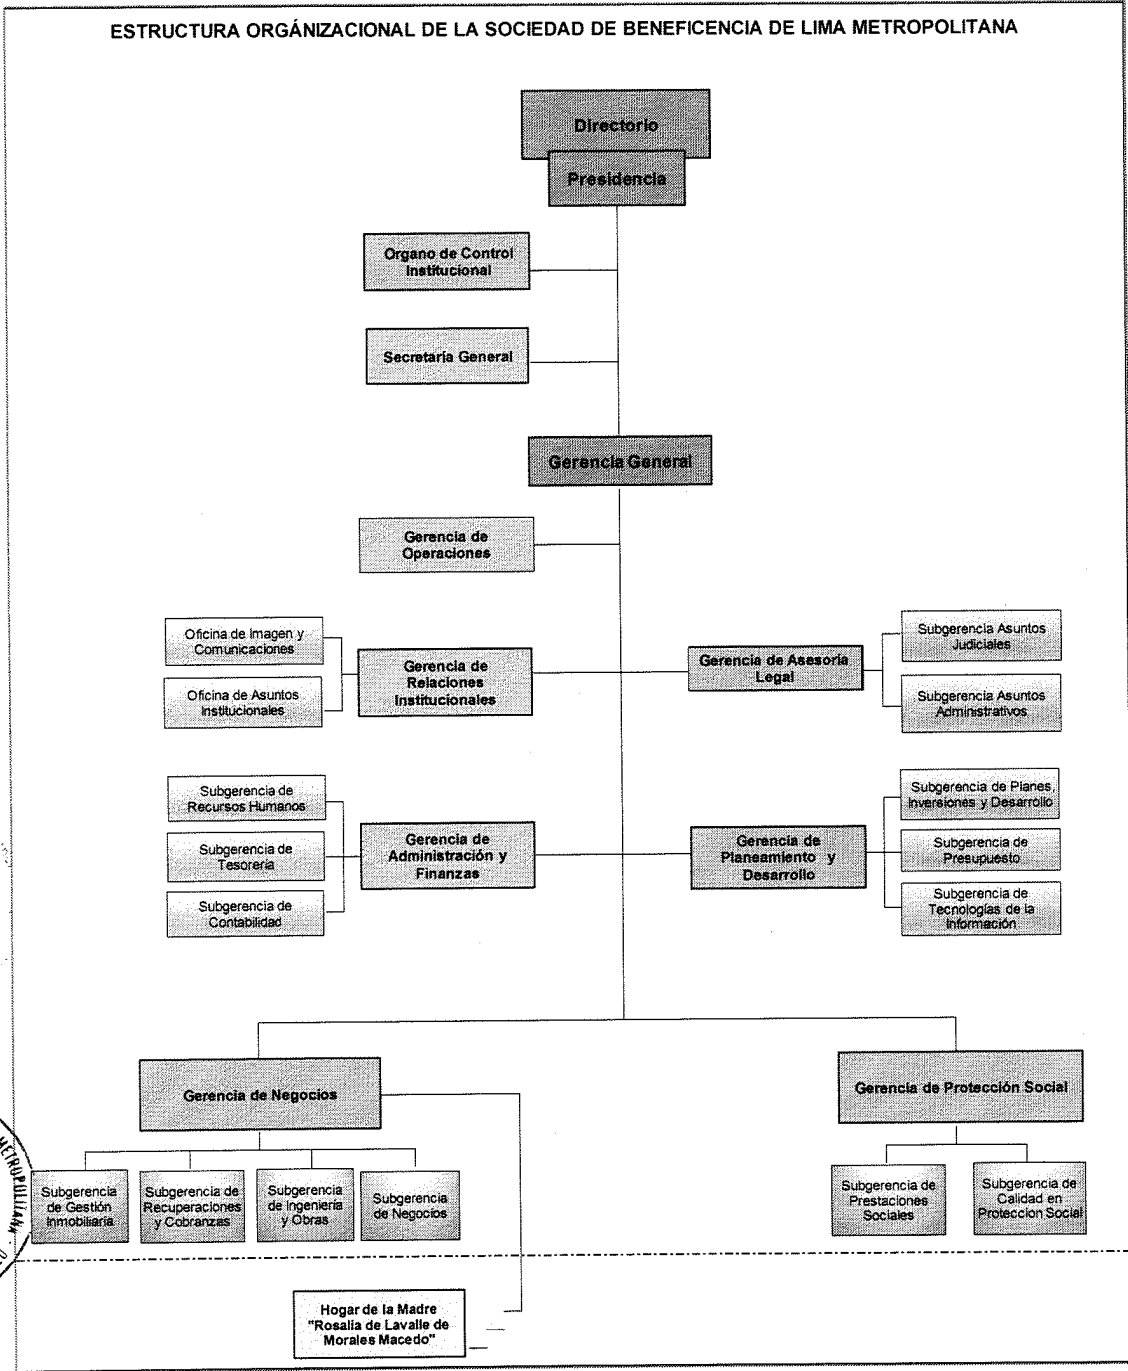 ESTRUCTURA ORGÁNIZACIONAL DE LA SOCIEDAD DE BENEFICENCIA DE LIMA METROPOLITANA
Directorio
Presidencia
Organo de Control
Institucional
Secretaría General
Gerencia General
Gerencia de
Operaciones
Oficina de Imagen y
Comunicaciones
Oficina de Asuntos
Institucionales
Gerencia de
Relaciones
Institucionales
Gerencia de Asesoría
Legal
Subgerencia Asuntos
Judiciales
Subgerencia Asuntos
Administrativos
Subgerencia de
Recursos Humanos
Subgerencia de
Tesorería
Subgerencia de
Contabilidad
Gerencia de
Administración y
Finanzas
Gerencia de
Planeamiento y
Desarrollo
Subgerencia de Planes,
Inversiones y Desarrollo
Subgerencia de
Presupuesto
Subgerencia de
Tecnologías de la
Información
Gerencia de Negocios
Gerencia de Protección Social
Subgerencia
de Gestión
Inmobiliaria
Subgerencia de
Recuperaciones
y Cobranzas
Subgerencia
de Ingeniería
y Obras
Subgerencia
de Negocios
Subgerencia de
Prestaciones
Sociales
Subgerencia de
Calidad en
Protección Social
METROPOLITANA
Hogar de la Madre
"Rosalía de Lavalle de
Morales Macedo"